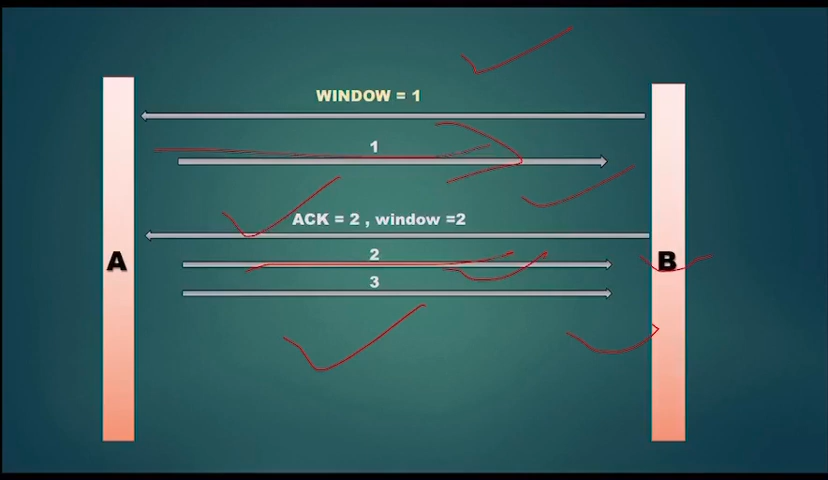 WINDOW = 1
1
ACK = 2 , window =2
2
A
B
3